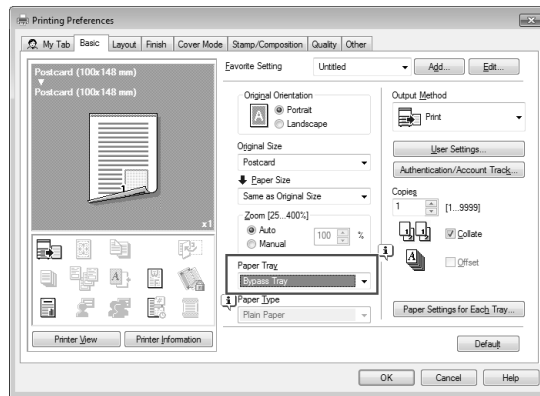 Printing Preferences
My Tab Basic Layout Finish Cover Mode Stamp/Composition Quality Other
Postcard (100x148 mm)
Postcard (100x148 mm)
1
x1
Printer View Printer Information
Favorite Setting Untitled Add... Edit...
Original Orientation
A Portrait
Landscape
Original Size
Postcard
Paper Size
Same as Original Size
Zoom [25...400%]
Auto
Manual
100 %
Paper Tray
Bypass Tray
Paper Type
Plain Paper
Output Method
Print
User Settings...
Authentication/Account Track...
Copies
1 [1...9999]
Collate
Offset
Paper Settings for Each Tray...
Default
OK Cancel Help